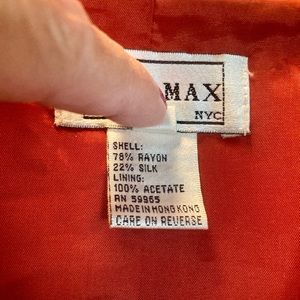 MAX
NYC
SHELL:
78% RAYON
22% SILK
LINING:
100% ACETATE
RN 59965
MADE IN HONG KONG
CARE ON REVERSE